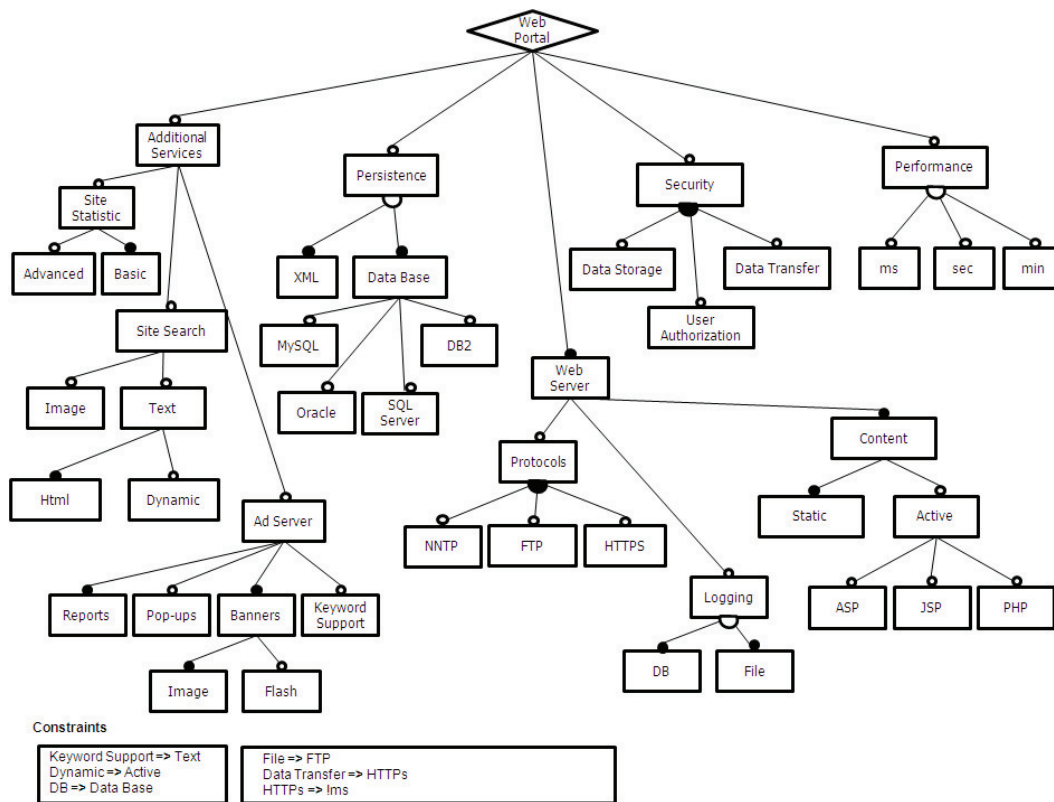 Web
Portal
Additional
Services
Persistence
Security
Performance
Site
Statistic
Advanced
Basic
XML
Data Base
Data Storage
Data Transfer
ms
sec
min
User
Authorization
Site Search
MySQL
DB2
Web
Server
Image
Text
Oracle
SQL
Server
Content
Protocols
Html
Dynamic
Ad Server
Static
Active
NNTP
FTP
HTTPS
Reports
Pop-ups
Banners
Keyword
Support
Logging
ASP
JSP
PHP
Image
Flash
DB
File
Constraints
Keyword Support => Text
Dynamic => Active
DB => Data Base
File => FTP
Data Transfer => HTTPs
HTTPs => !ms